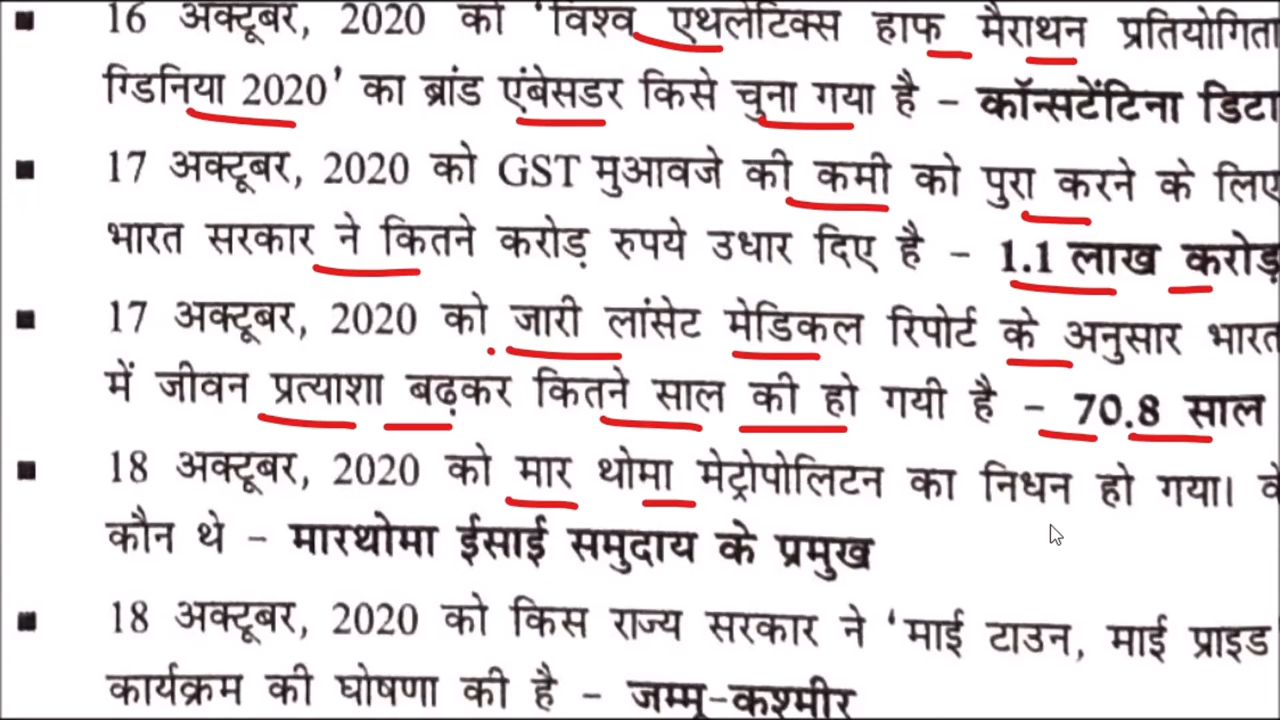 ▪ 16 अक्टूबर, 2020 को 'विश्व एथलेटिक्स हाफ मैराथन प्रतियोगिता
ग्डिनिया 2020' का ब्रांड एंबेसडर किसे चुना गया है – कॉन्सटेंटिना डिटा
▪ 17 अक्टूबर, 2020 को GST मुआवजे की कमी को पुरा करने के लिए
भारत सरकार ने कितने करोड़ रुपये उधार दिए है – 1.1 लाख करोड़
▪ 17 अक्टूबर, 2020 को जारी लांसेट मेडिकल रिपोर्ट के अनुसार भारत
में जीवन प्रत्याशा बढ़कर कितने साल की हो गयी है – 70.8 साल
▪ 18 अक्टूबर, 2020 को मार थोमा मेट्रोपोलिटन का निधन हो गया। वे
कौन थे – मारथोमा ईसाई समुदाय के प्रमुख
▪ 18 अक्टूबर, 2020 को किस राज्य सरकार ने 'माई टाउन, माई प्राइड
कार्यक्रम की घोषणा की है – जम्मू-कश्मीर